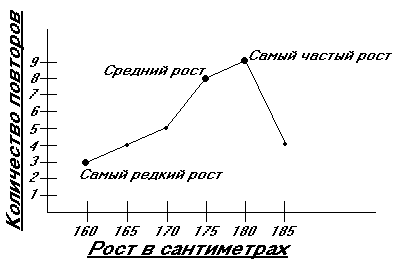 Количество повторов
Самый частый рост
Средний рост
Самый редкий рост
9
8
7
6
5
4
3
2
1
160 165 170 175 180 185
Рост в сантиметрах